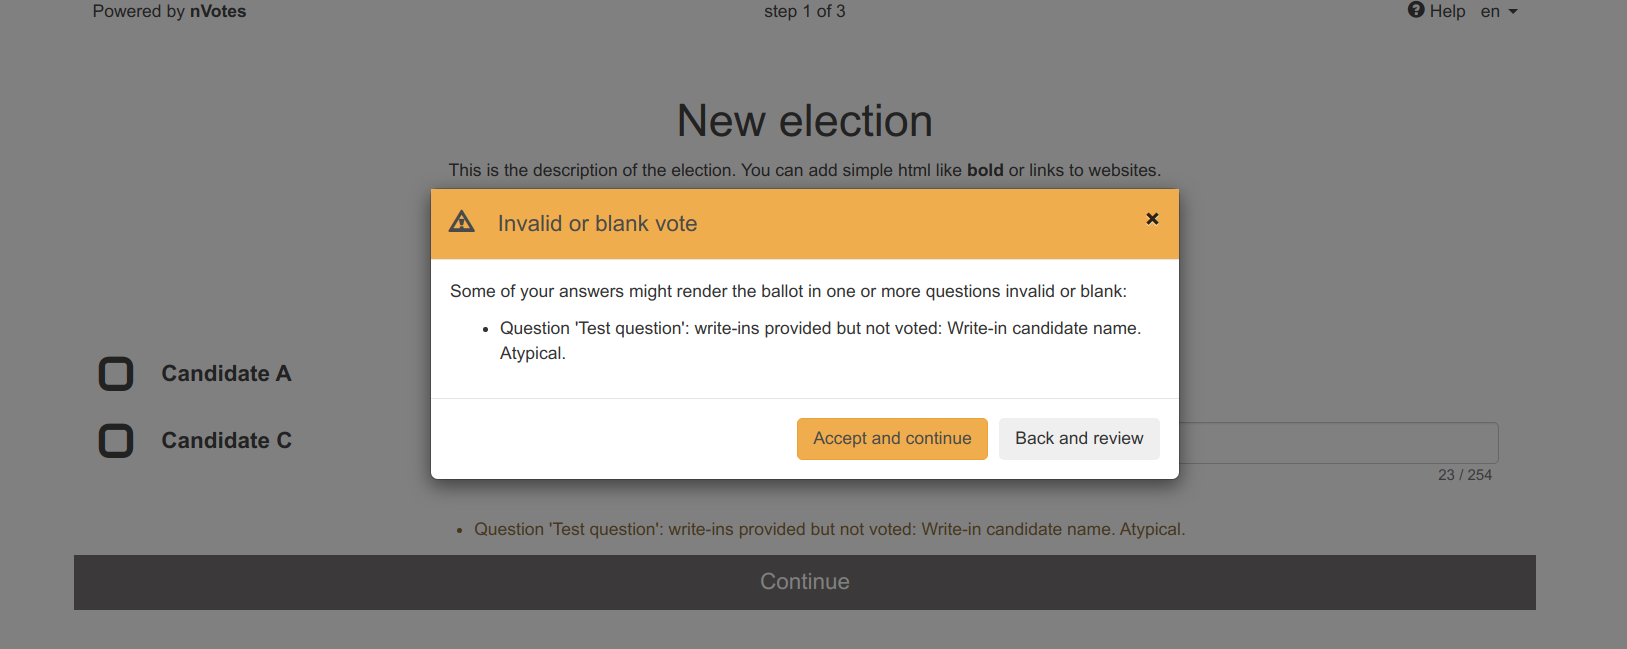 Powered by nVotes
step 1 of 3
Help en
New election
This is the description of the election. You can add simple html like bold or links to websites.
Invalid or blank vote
Some of your answers might render the ballot in one or more questions invalid or blank:
Question 'Test question': write-ins provided but not voted: Write-in candidate name.
Atypical.
Accept and continue
Back and review
Candidate A
Candidate C
23 / 254
Question 'Test question': write-ins provided but not voted: Write-in candidate name. Atypical.
Continue